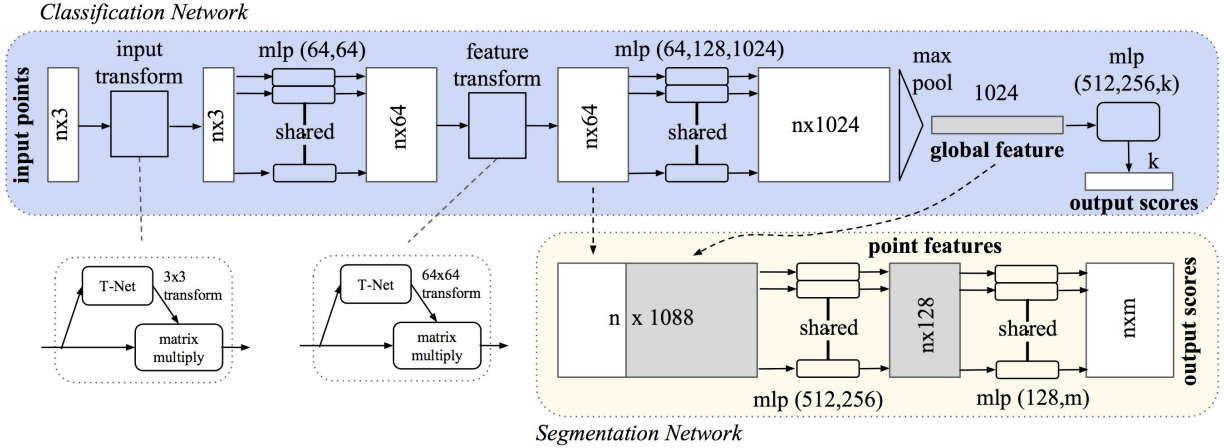 Classification Network
input points
nx3
input
transform
nx3
mlp (64,64)
shared
nx64
feature
transform
nx64
mlp (64,128,1024)
shared
nx1024
max
pool
1024
global feature
mlp
(512,256,k)
k
output scores
T-Net
3x3
transform
matrix
multiply
T-Net
64x64
transform
matrix
multiply
point features
n x 1088
shared
mlp (512,256)
nx128
shared
mlp (128,m)
nxm
output scores
Segmentation Network